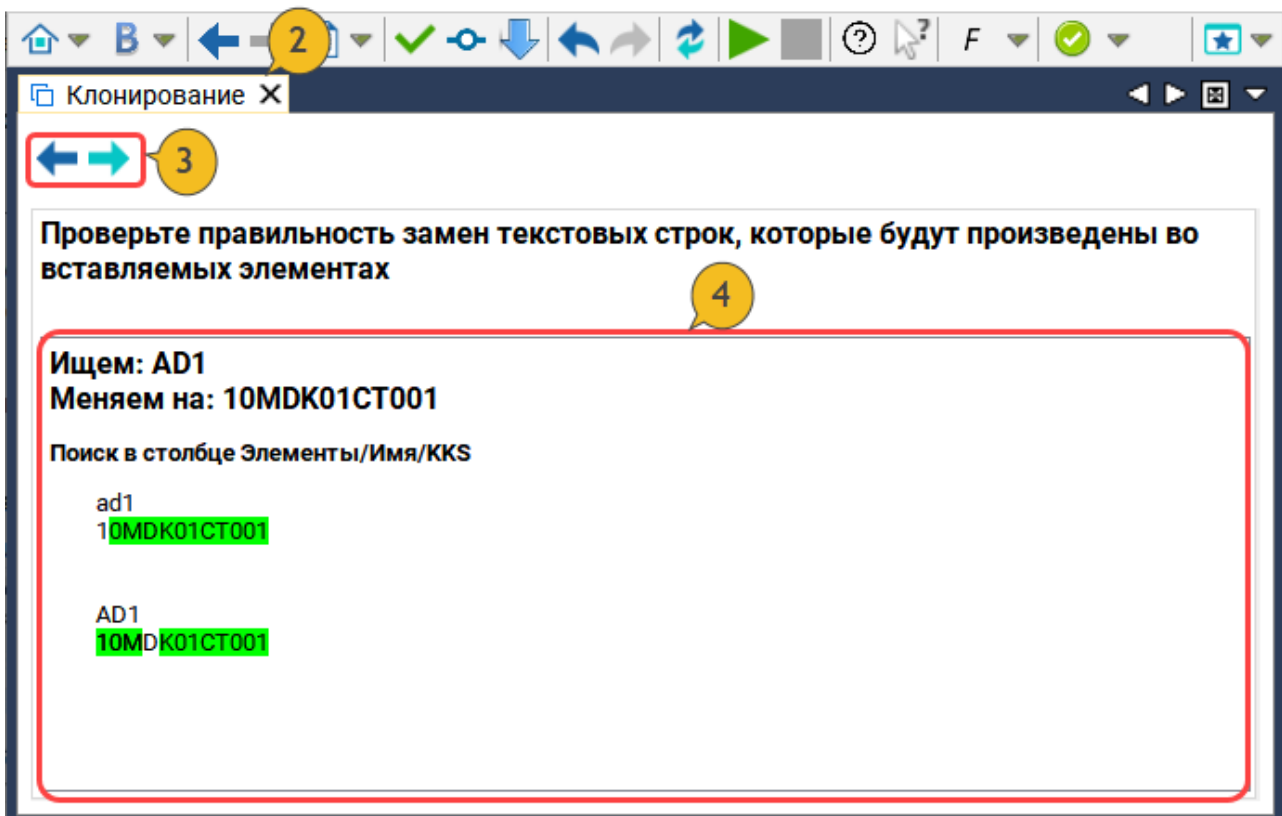 B 2 ? ? F
Клонирование
3
Проверьте правильность замен текстовых строк, которые будут произведены во
вставляемых элементах
4
Ищем: AD1
Меняем на: 10MDK01CT001
Поиск в столбце Элементы/Имя/KKS
ad1
10MDK01CT001
AD1
10MDK01CT001